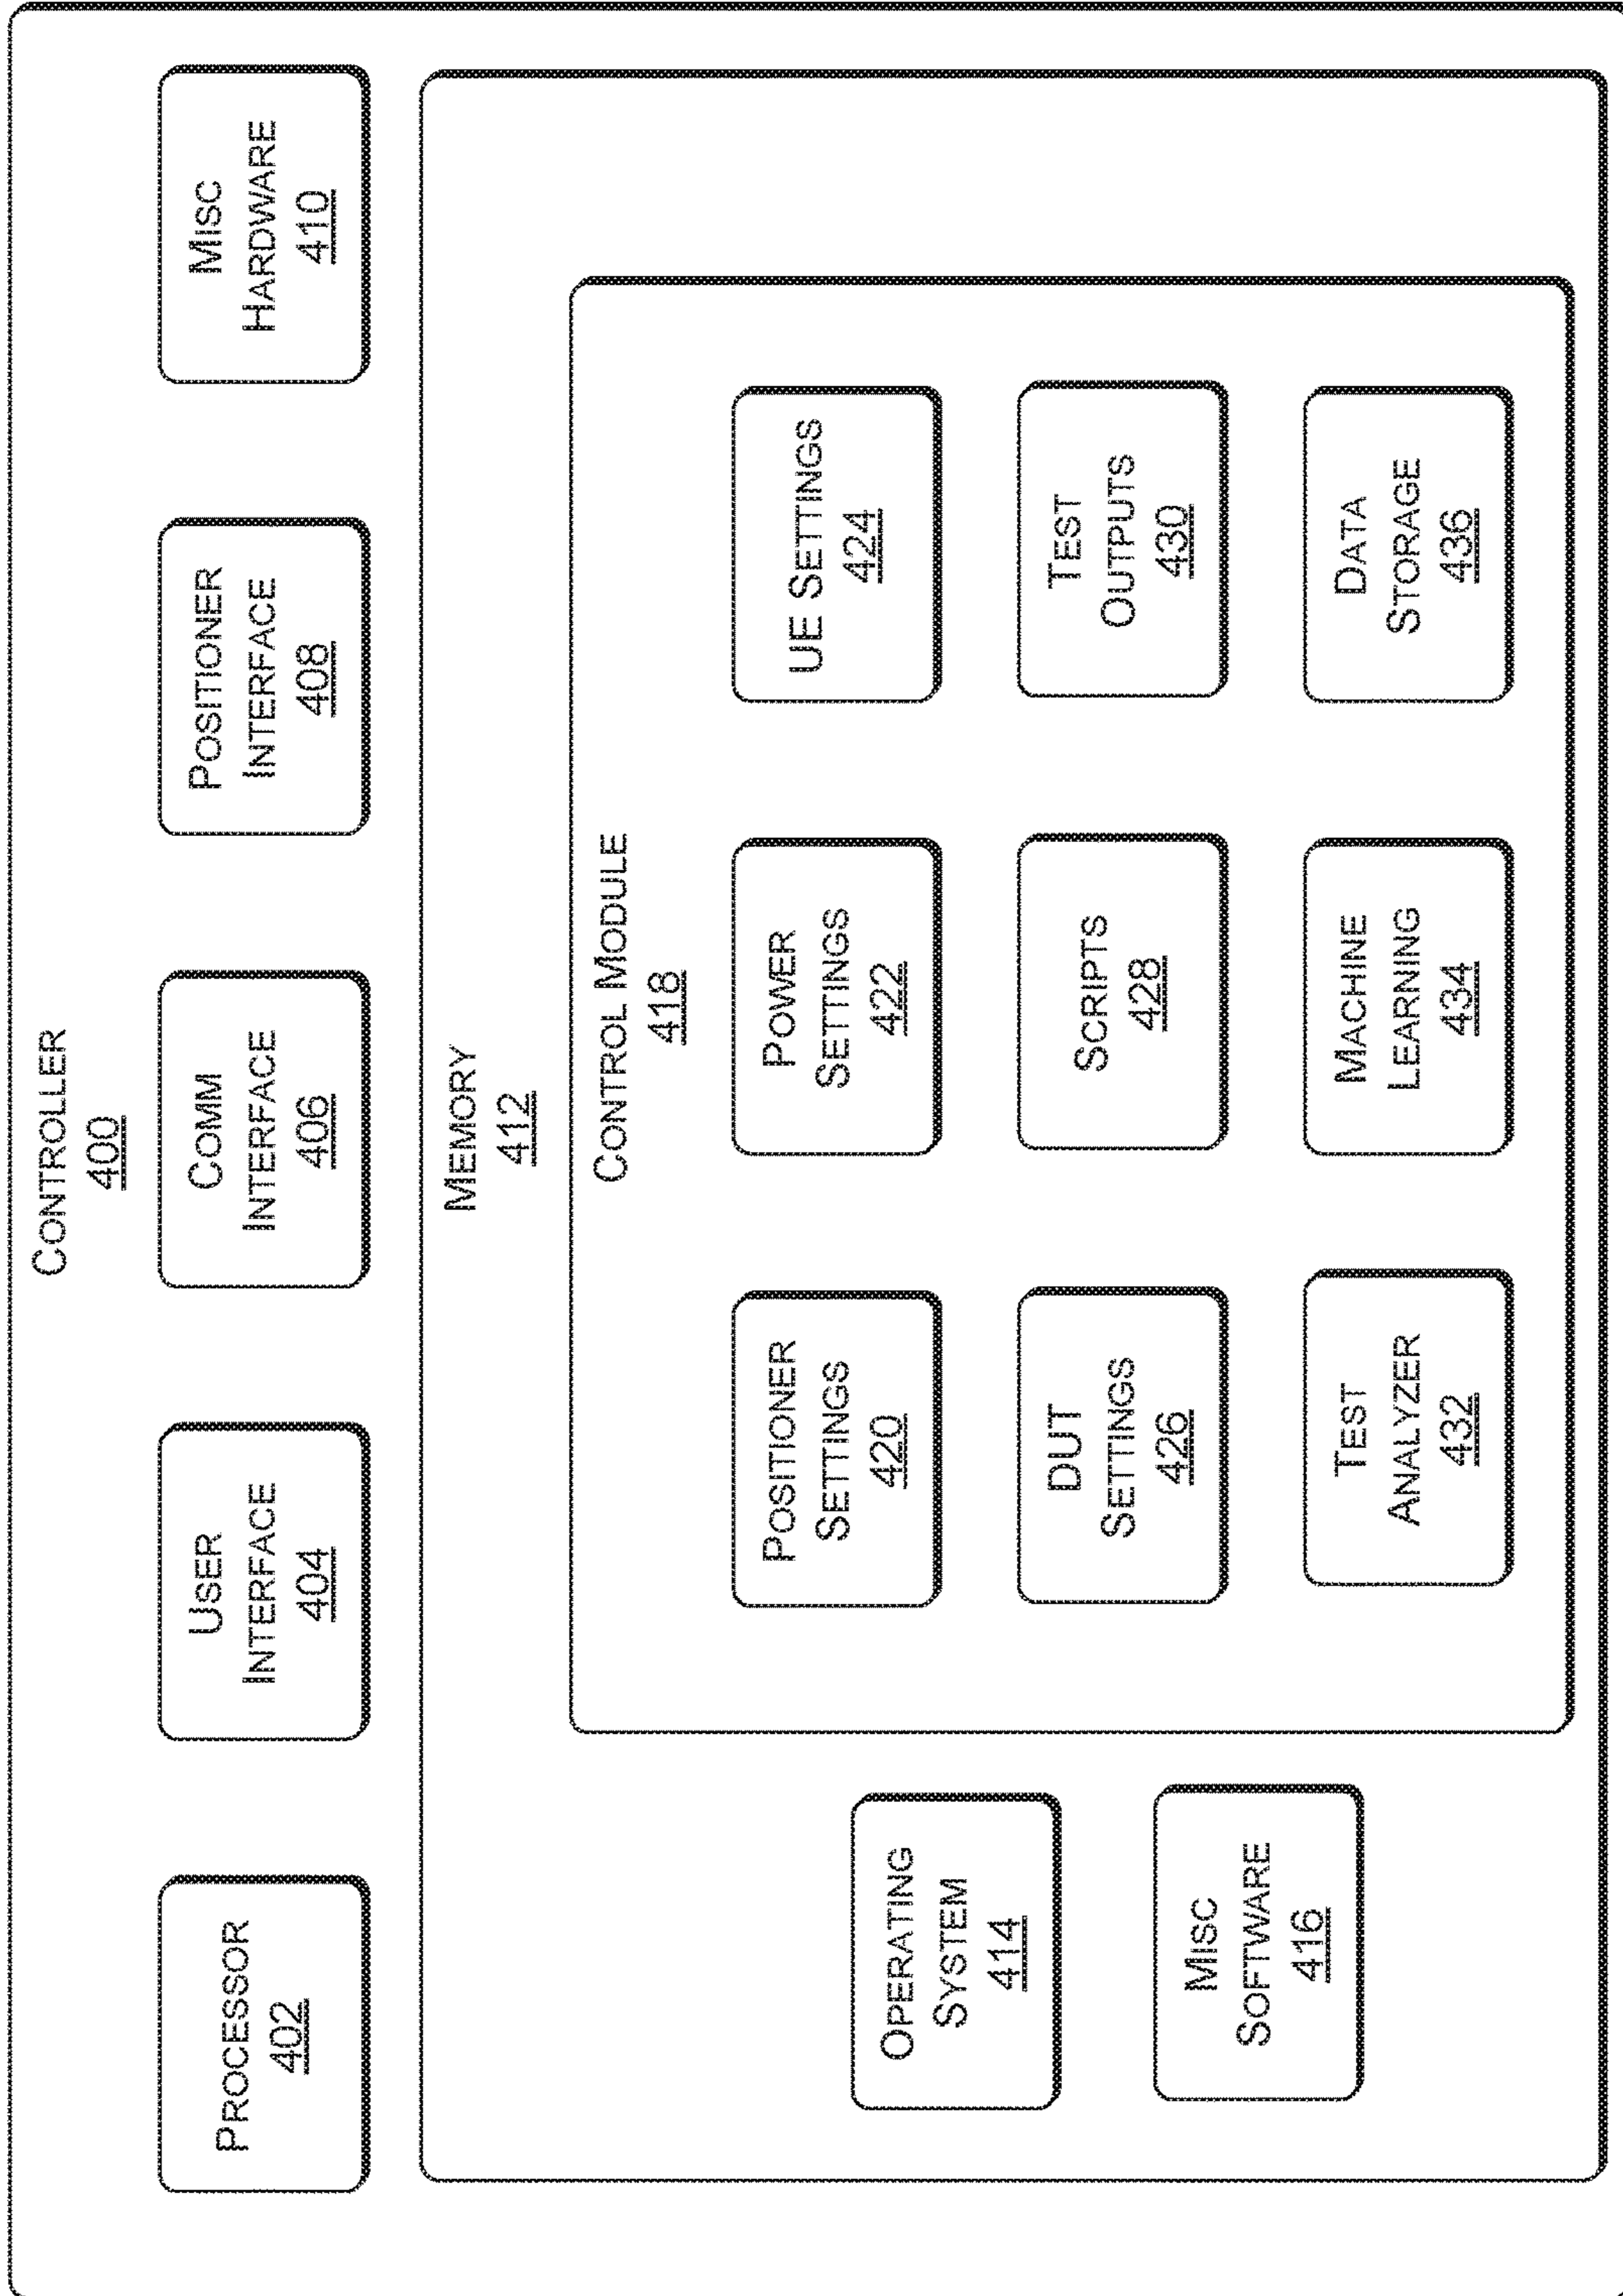 CONTROLLER
400
PROCESSOR
402
USER
INTERFACE
404
COMM
INTERFACE
406
POSITIONER
INTERFACE
408
MISC
HARDWARE
410
MEMORY
412
OPERATING
SYSTEM
414
MISC
SOFTWARE
416
CONTROL MODULE
418
POSITIONER
SETTINGS
420
POWER
SETTINGS
422
UE SETTINGS
424
DUT
SETTINGS
426
SCRIPTS
428
TEST
OUTPUTS
430
TEST
ANALYZER
432
MACHINE
LEARNING
434
DATA
STORAGE
436